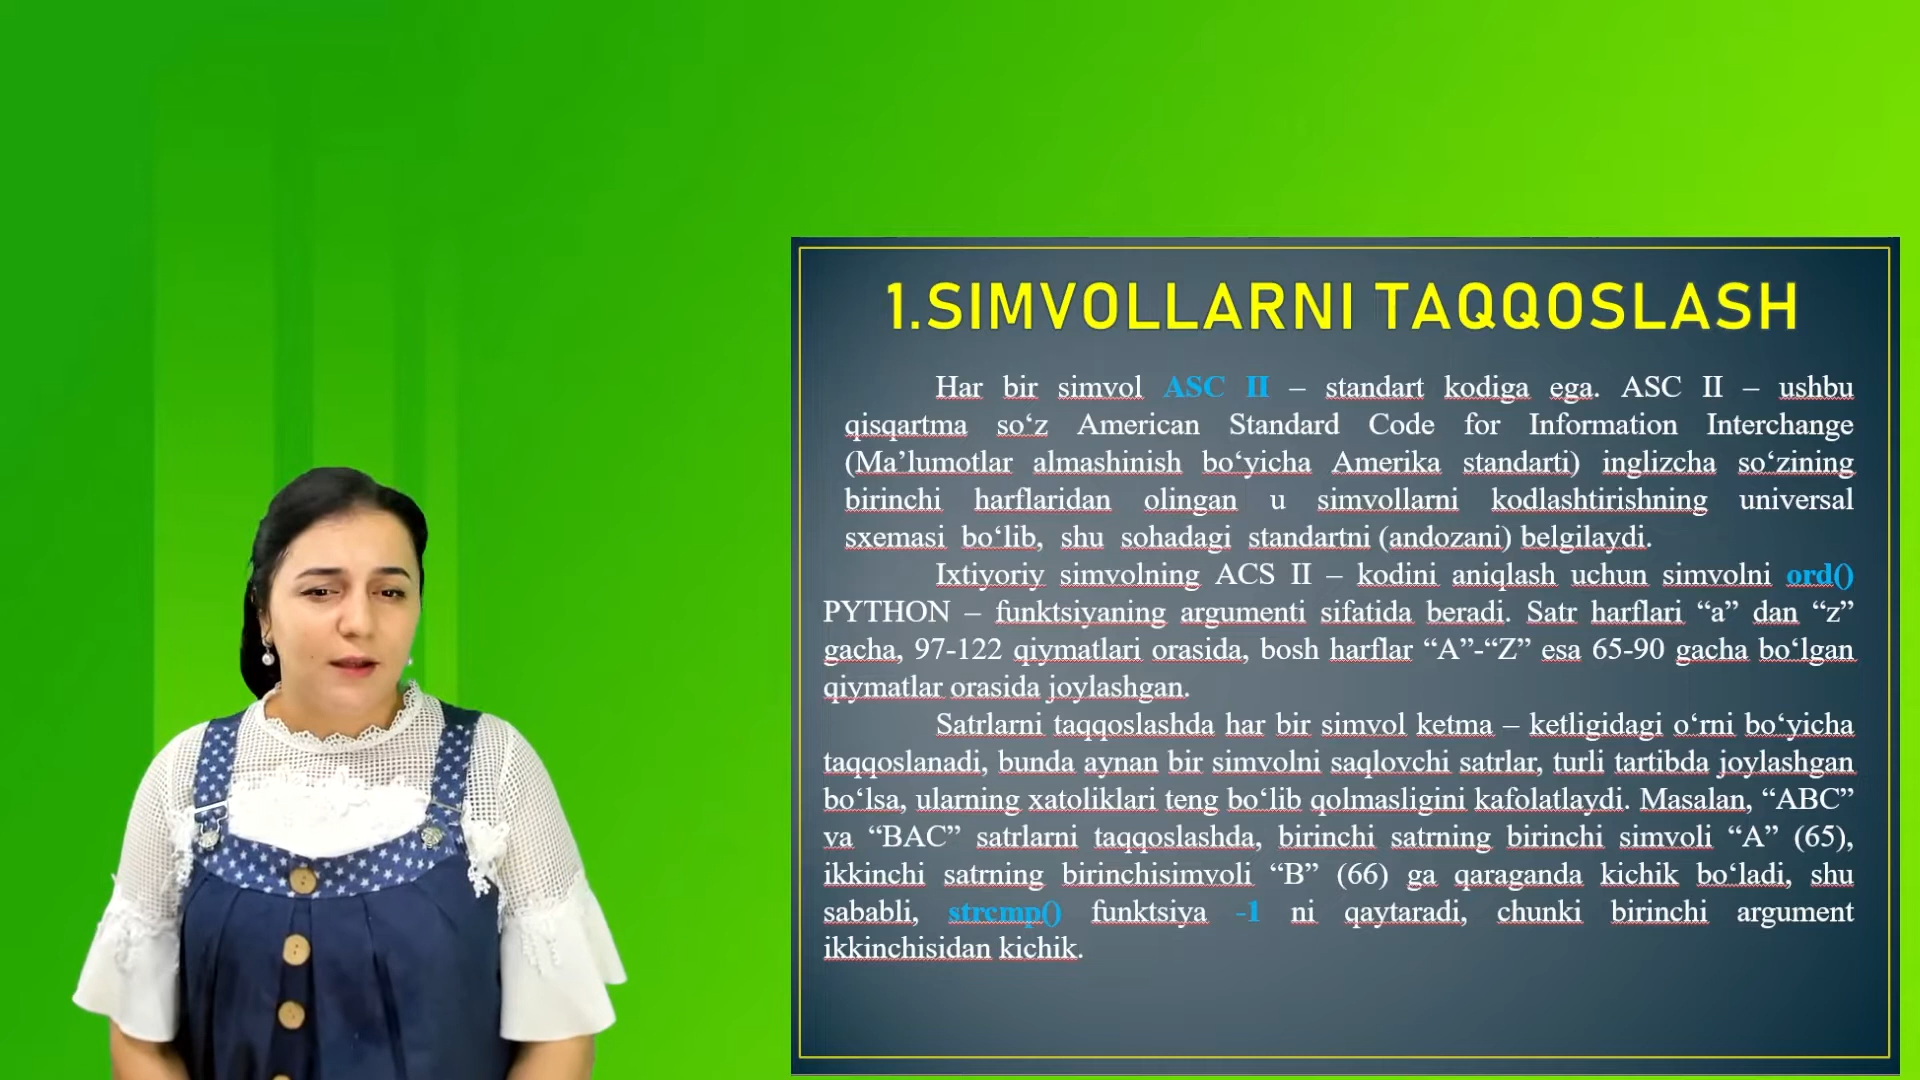 1.SIMVOLLARNI TAQQOSLASH
Har bir simvol ASC II – standart kodiga ega. ASC II – ushbu
qisqartma so‘z American Standard Code for Information Interchange
(Ma’lumotlar almashinish bo‘yicha Amerika standarti) inglizcha so‘zining
birinchi harflaridan olingan u simvollarni kodlashtirishning universal
sxemasi bo‘lib, shu sohadagi standartni (andozani) belgilaydi.
Ixtiyoriy simvolning ACS II – kodini aniqlash uchun simvolni ord()
PYTHON – funktsiyaning argumenti sifatida beradi. Satr harflari “a” dan “z”
gacha, 97-122 qiymatlari orasida, bosh harflar “A”-“Z” esa 65-90 gacha bo‘lgan
qiymatlar orasida joylashgan.
Satrlarni taqqoslashda har bir simvol ketma – ketligidagi o‘rni bo‘yicha
taqqoslanadi, bunda aynan bir simvolni saqlovchi satrlar, turli tartibda joylashgan
bo‘lsa, ularning xatoliklari teng bo‘lib qolmasligini kafolatlaydi. Masalan, “ABC”
va “BAC” satrlarni taqqoslashda, birinchi satrning birinchi simvoli “A” (65),
ikkinchi satrning birinchisimvoli “B” (66) ga qaraganda kichik bo‘ladi, shu
sababli, strcmp() funktsiya -1 ni qaytaradi, chunki birinchi argument
ikkinchisidan kichik.